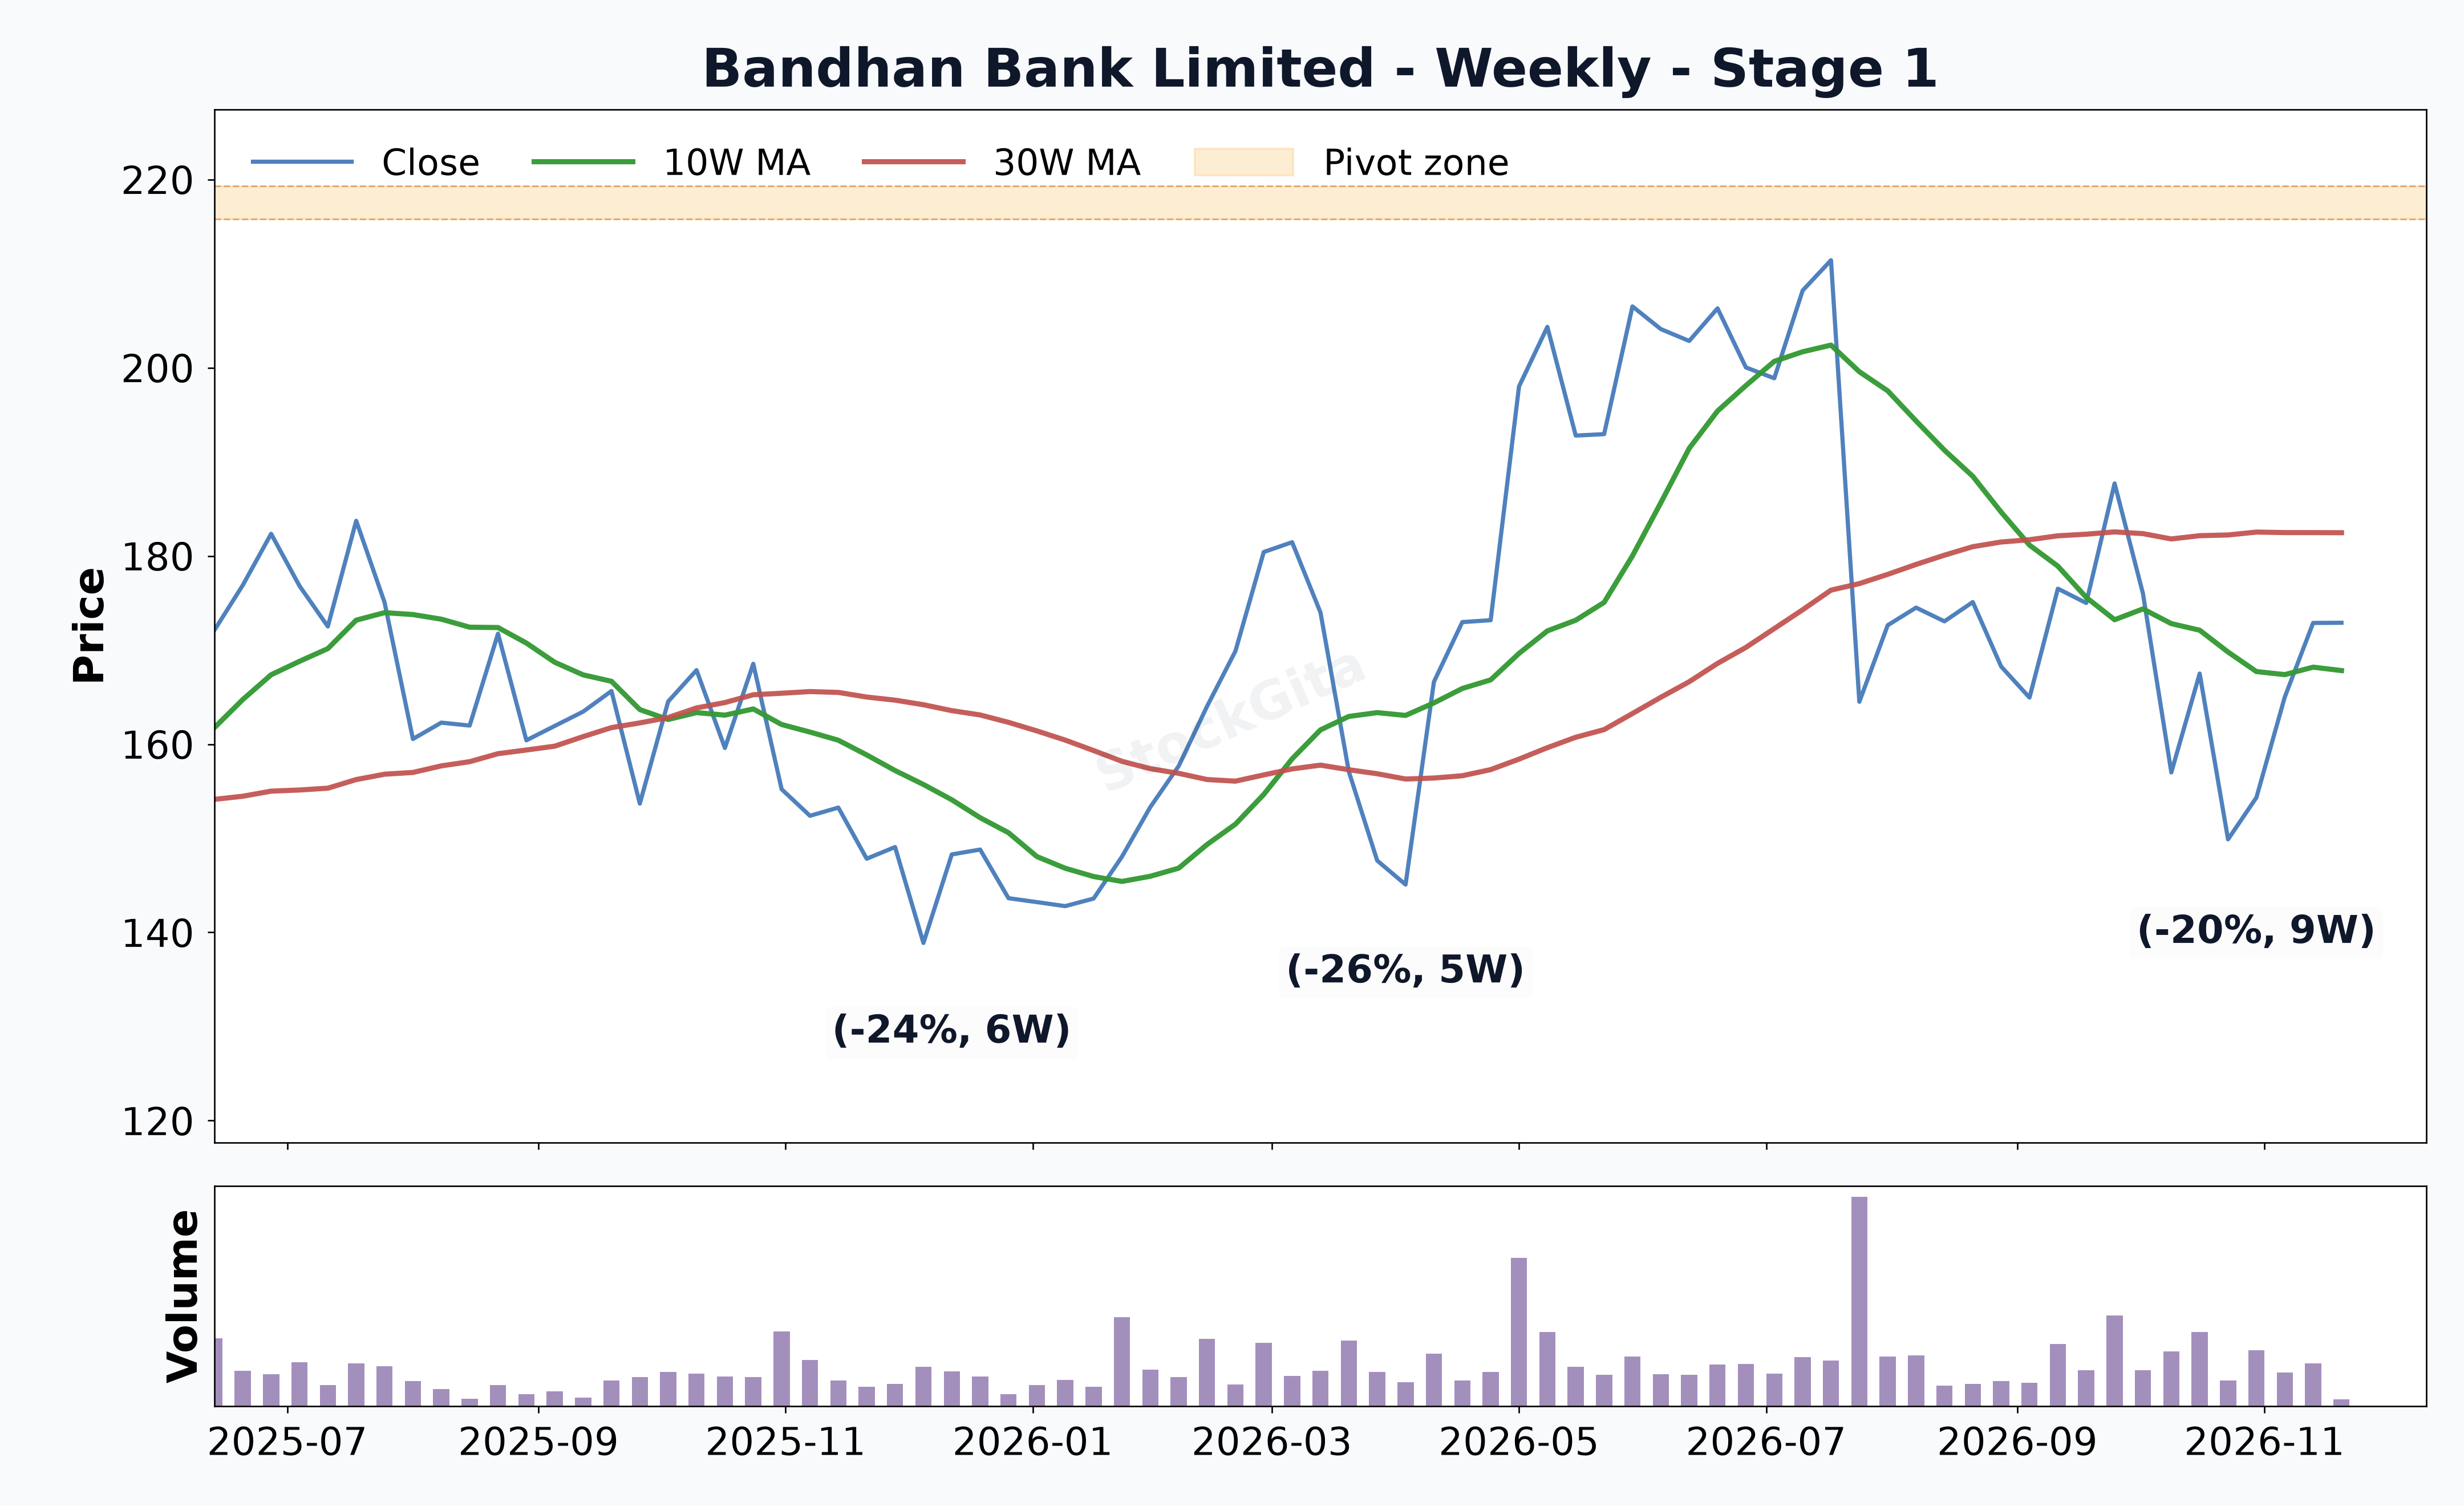 Bandhan Bank Limited - Weekly - Stage 1
Close 10W MA 30W MA Pivot zone
220
200
180
160
140
120
Price
StockGita
(-24%, 6W)
(-26%, 5W)
(-20%, 9W)
Volume
2025-07 2025-09 2025-11 2026-01 2026-03 2026-05 2026-07 2026-09 2026-11